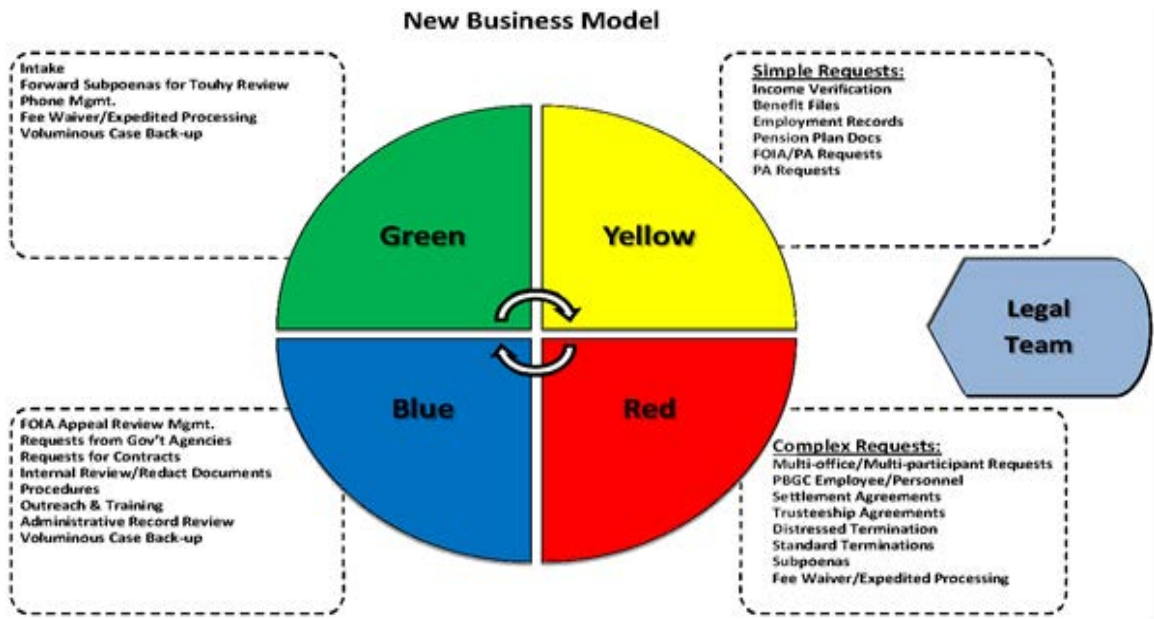 New Business Model
Intake
Forward Subpoenas for Touhy Review
Phone Mgmt.
Fee Waiver/Expedited Processing
Voluminous Case Back-up
Simple Requests:
Income Verification
Benefit Files
Employment Records
Pension Plan Docs
FOIA/PA Requests
PA Requests
Green
Yellow
Legal
Team
Blue
Red
FOIA Appeal Review Mgmt.
Requests from Gov't Agencies
Requests for Contracts
Internal Review/Redact Documents
Procedures
Outreach & Training
Administrative Record Review
Voluminous Case Back-up
Complex Requests:
Multi-office/Multi-participant Requests
PBGC Employee/Personnel
Settlement Agreements
Trusteeship Agreements
Distressed Termination
Standard Terminations
Subpoenas
Fee Waiver/Expedited Processing